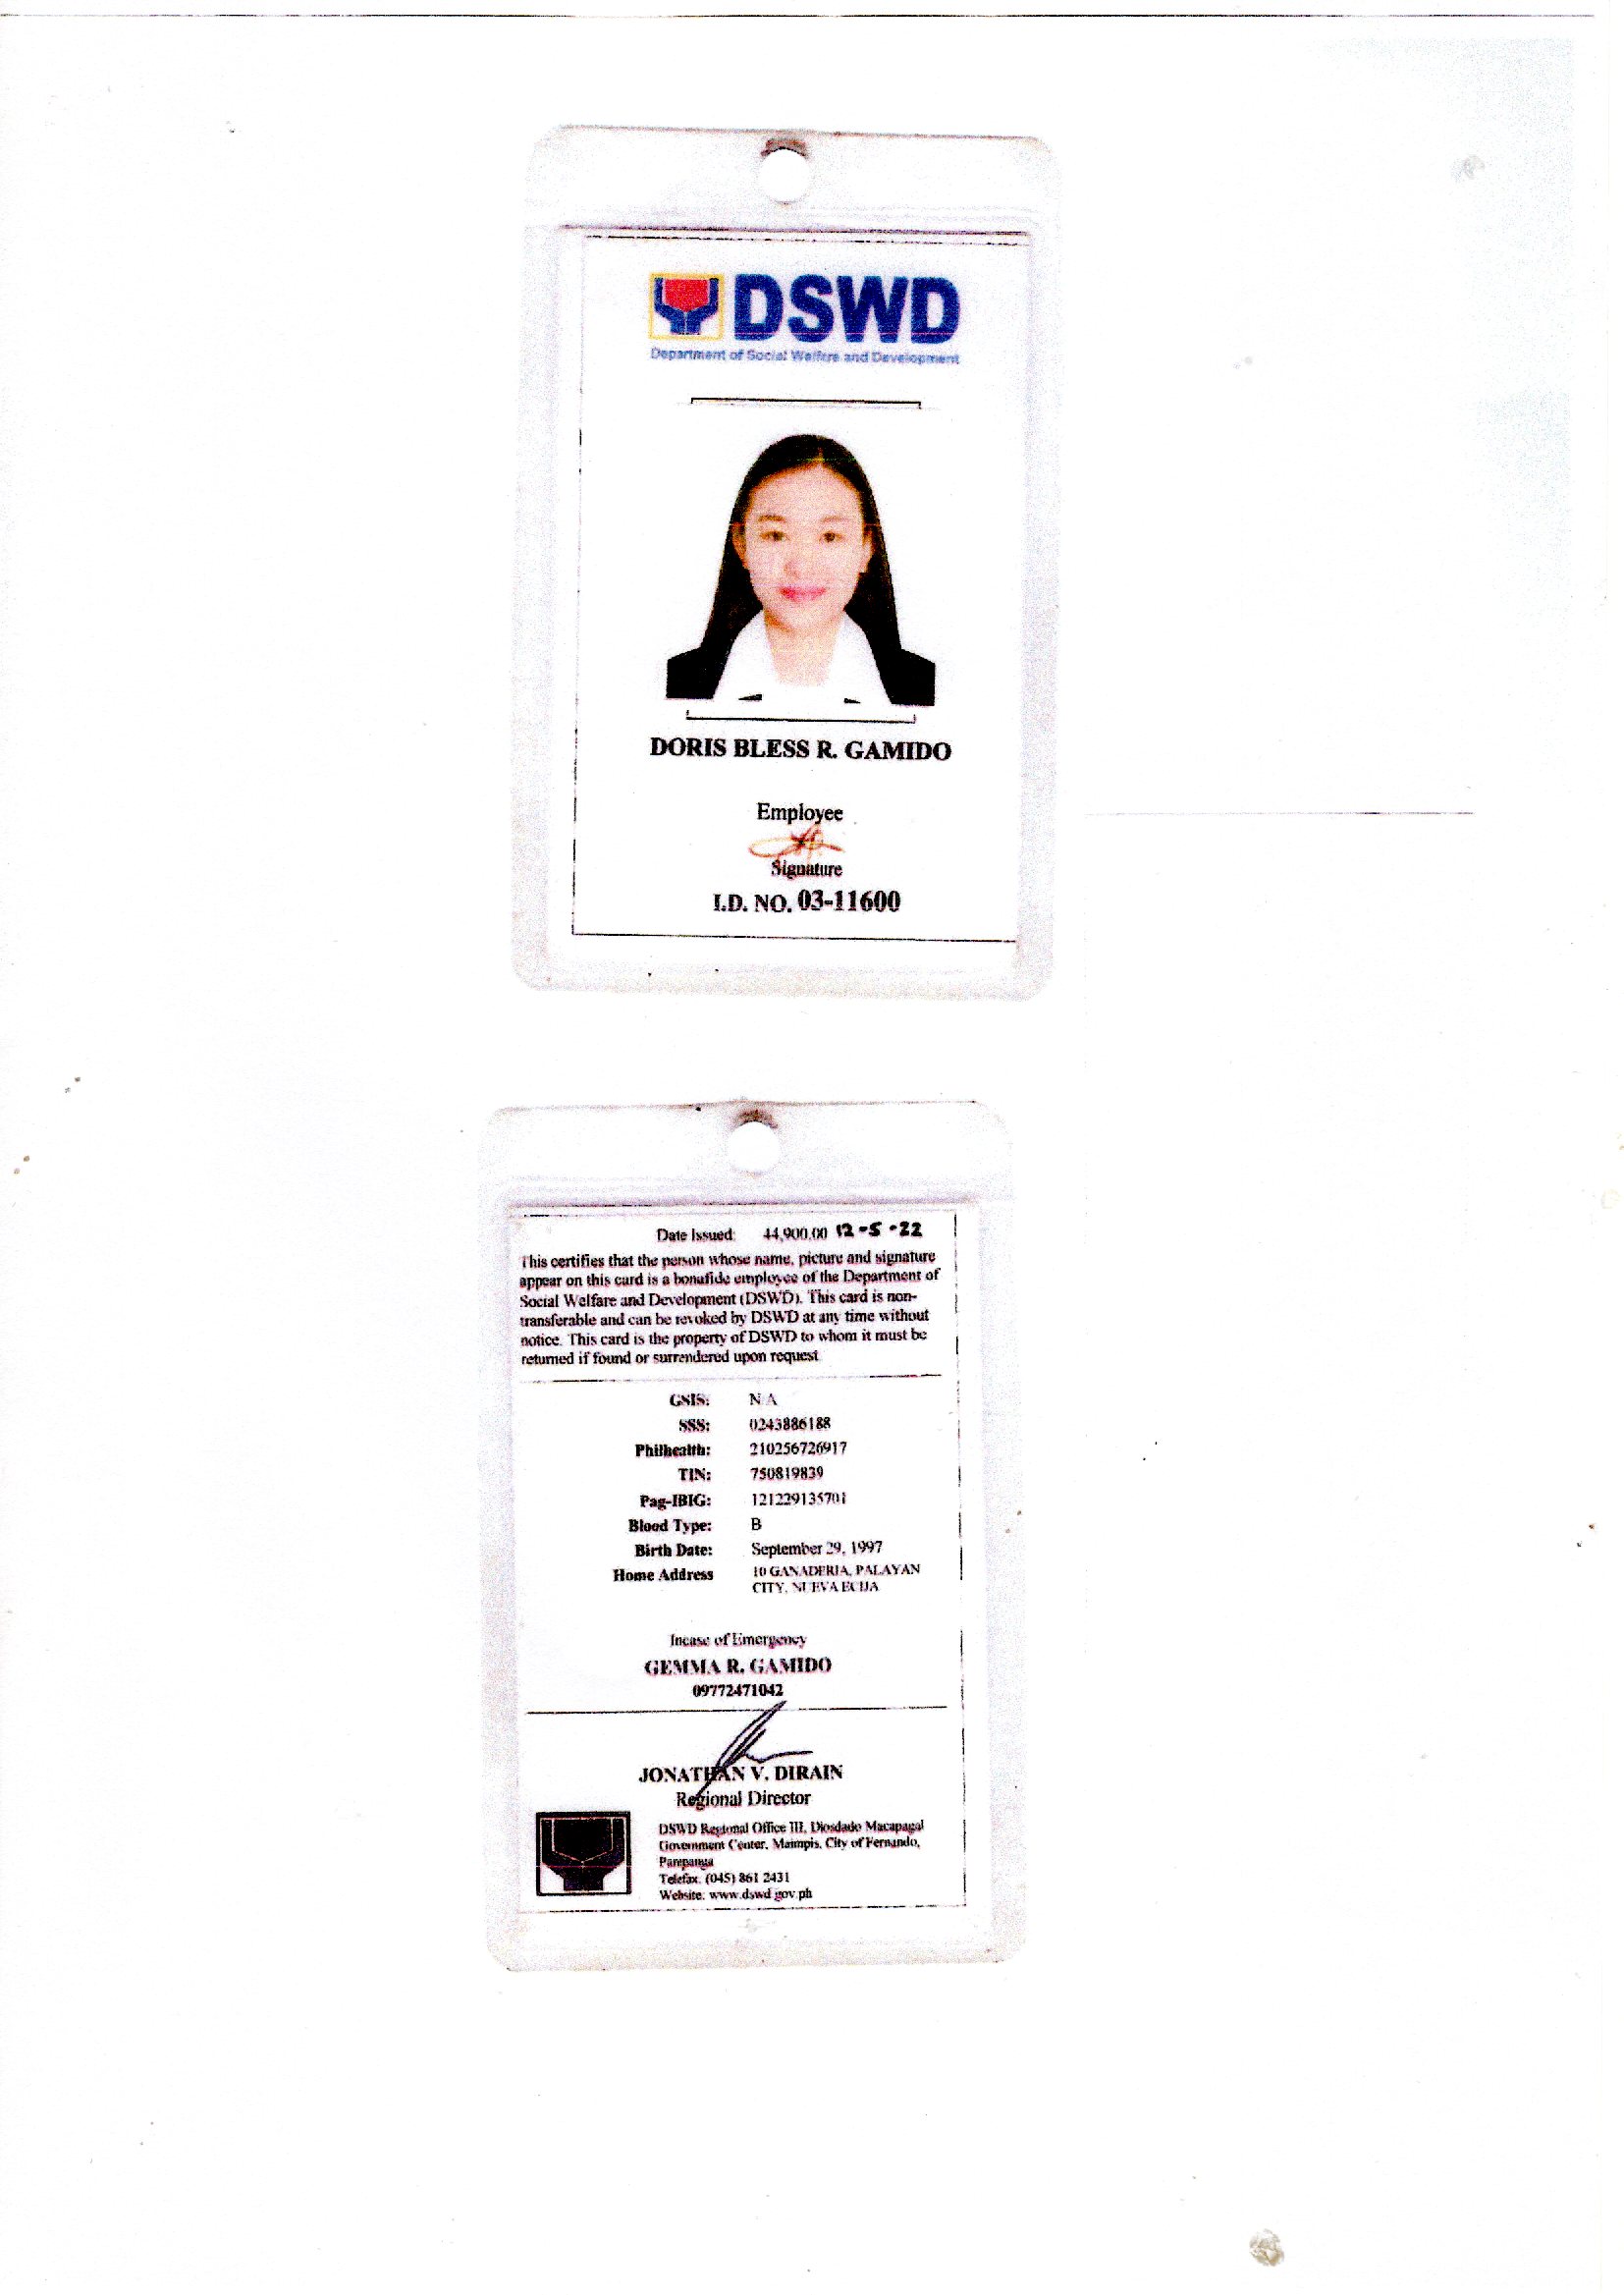 DSWD
Department of Social Welfare and Development
DORIS BLESS R. GAMIDO
Employee
Signature
I.D. NO. 03-11600
Date Issued: 44,900.00 12-5-22
This certifies that the person whose name, picture and signature
appear on this card is a bonafide employee of the Department of
Social Welfare and Development (DSWD). This card is non-
transferable and can be revoked by DSWD at any time without
notice. This card is the property of DSWD to whom it must be
returned if found or surrendered upon request
GSIS: N/A
SSS: 0243886188
Philhealth: 210256726917
TIN: 750819839
Pag-IBIG: 121229135701
Blood Type: B
Birth Date: September 29, 1997
Home Address 10 GANADERIA, PALAYAN
CITY, NUEVA ECIJA
Incase of Emergency
GEMMA R. GAMIDO
09772471042
JONATHAN V. DIRAIN
Regional Director
DSWD Regional Office III, Diosdado Macapagal
Government Center, Maimpis, City of Fernando,
Pampanga
Telefax. (045) 861 2431
Website: www.dswd.gov.ph